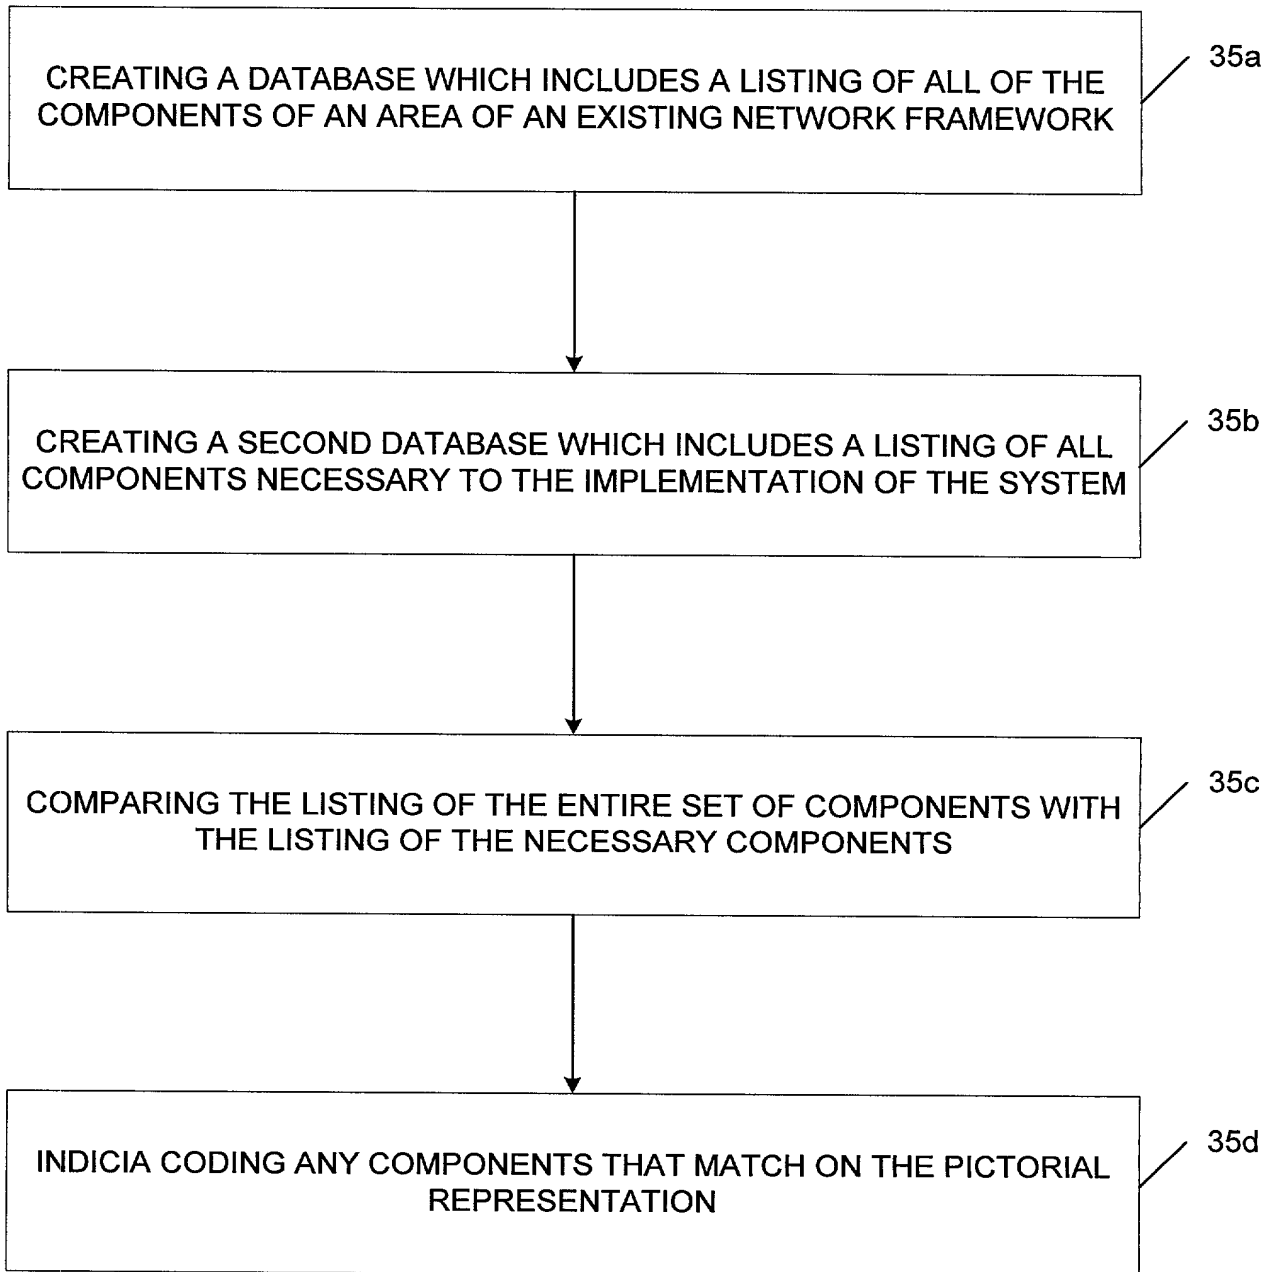 CREATING A DATABASE WHICH INCLUDES A LISTING OF ALL OF THE
COMPONENTS OF AN AREA OF AN EXISTING NETWORK FRAMEWORK
35a
CREATING A SECOND DATABASE WHICH INCLUDES A LISTING OF ALL
COMPONENTS NECESSARY TO THE IMPLEMENTATION OF THE SYSTEM
35b
COMPARING THE LISTING OF THE ENTIRE SET OF COMPONENTS WITH
THE LISTING OF THE NECESSARY COMPONENTS
35c
INDICIA CODING ANY COMPONENTS THAT MATCH ON THE PICTORIAL
REPRESENTATION
35d